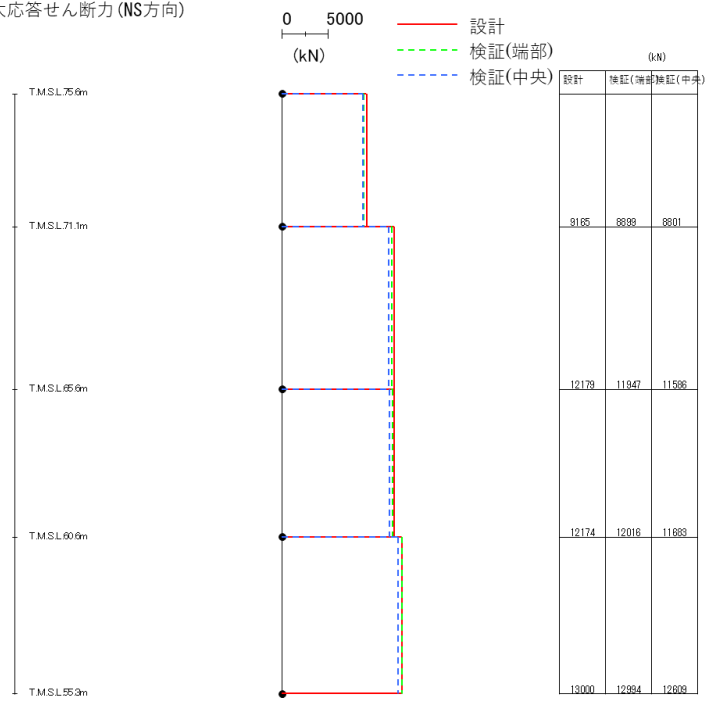 大応答せん断力(NS方向)
0 5000
(kN)
設計
検証(端部)
検証(中央)
(kN)
設計 検証(端部) 検証(中央)
T.M.S.L.75.6m
T.M.S.L.71.1m 9165 8899 8801
T.M.S.L.65.6m 12179 11947 11586
T.M.S.L.60.6m 12174 12016 11683
T.M.S.L.55.3m 13000 12994 12609